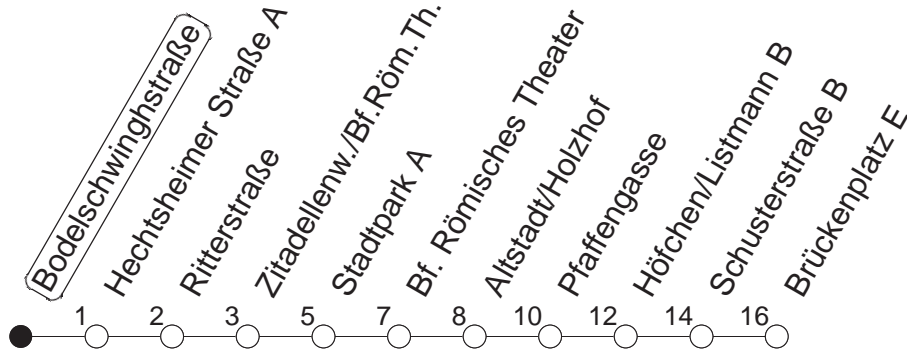 Bodelschwinghstraße
Hechtsheimer Straße A
Ritterstraße
Zitadellenw./Bf.Röm.Th.
Stadtpark A
Bf. Römisches Theater
Altstadt/Holzhof
Pfaffengasse
Höfchen/Listmann B
Schusterstraße B
Brückenplatz E
1 2 3 5 7 8 10 12 14 16